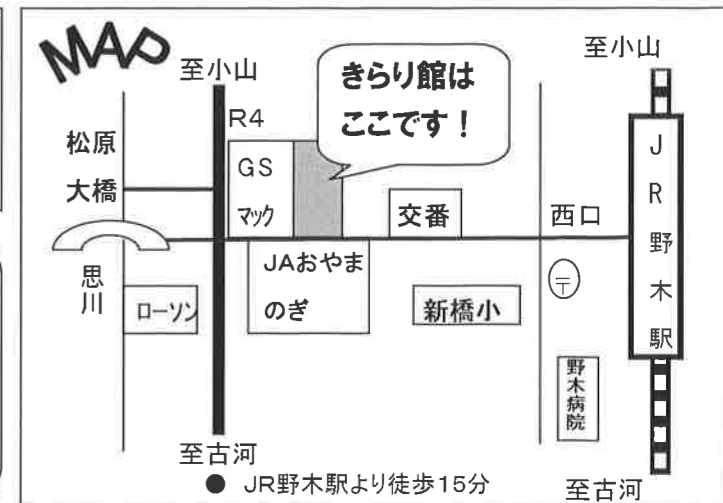 MAP
至小山
至小山
きらり館は
ここです！
R4
松原
大橋
GS
マック
交番
西口
JR野木駅
思川
JAおやま
のぎ
〒
ローソン
新橋小
野木病院
至古河
● JR野木駅より徒歩15分
至古河